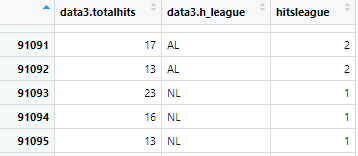 data3.totalhits data3.h_league hitsleague
91091 17 AL 2
91092 13 AL 2
91093 23 NL 1
91094 16 NL 1
91095 13 NL 1